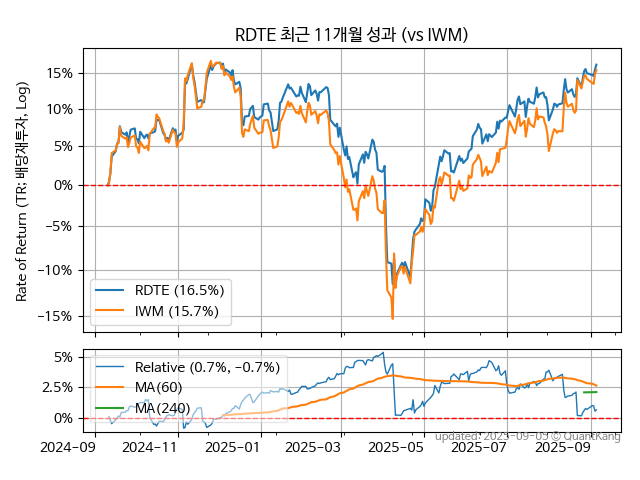 RDTE 최근 11개월 성과 (vs IWM)
Rate of Return (TR: 배당재투자, Log)
15%
10%
5%
0%
−5%
−10%
−15%
RDTE (16.5%)
IWM (15.7%)
5%
2.5%
0%
Relative (0.7%, −0.7%)
MA(60)
MA(240)
2024-09 2024-11 2025-01 2025-03 2025-05 2025-07 2025-09
updated: 2025-09-05 © QuantKang